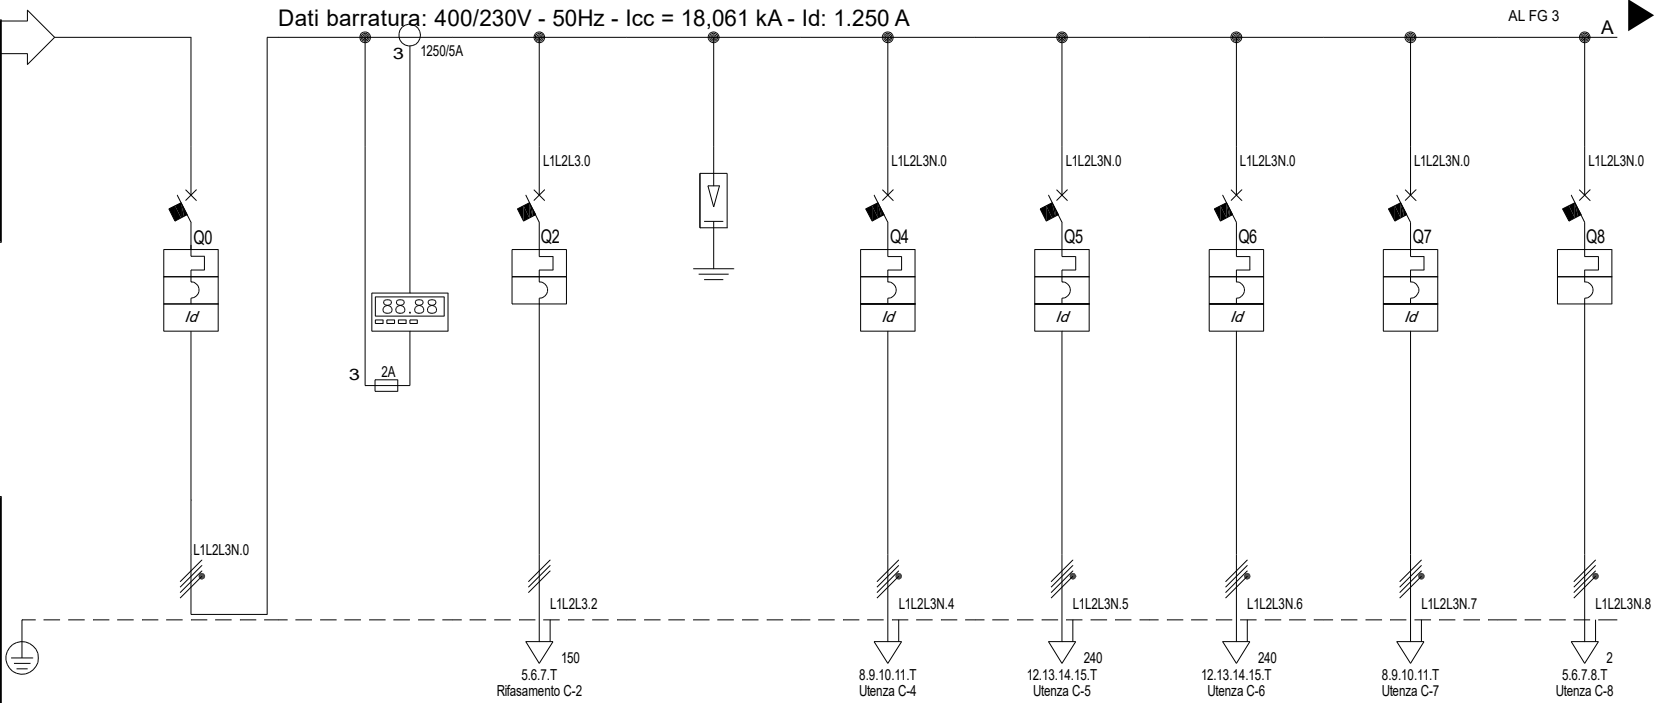 Dati barratura: 400/230V - 50Hz - Icc = 18,061 kA - Id: 1.250 A
AL FG 3
A
3
1250/5A
L1L2L3.0
L1L2L3N.0
L1L2L3N.0
L1L2L3N.0
L1L2L3N.0
L1L2L3N.0
Q0
Q2
Q4
Q5
Q6
Q7
Q8
88.88
Id
Id
Id
Id
Id
3
2A
L1L2L3N.0
L1L2L3.2
L1L2L3N.4
L1L2L3N.5
L1L2L3N.6
L1L2L3N.7
L1L2L3N.8
150
240
240
2
5.6.7.T
Rifasamento C-2
8.9.10.11.T
Utenza C-4
12.13.14.15.T
Utenza C-5
12.13.14.15.T
Utenza C-6
8.9.10.11.T
Utenza C-7
5.6.7.8.T
Utenza C-8